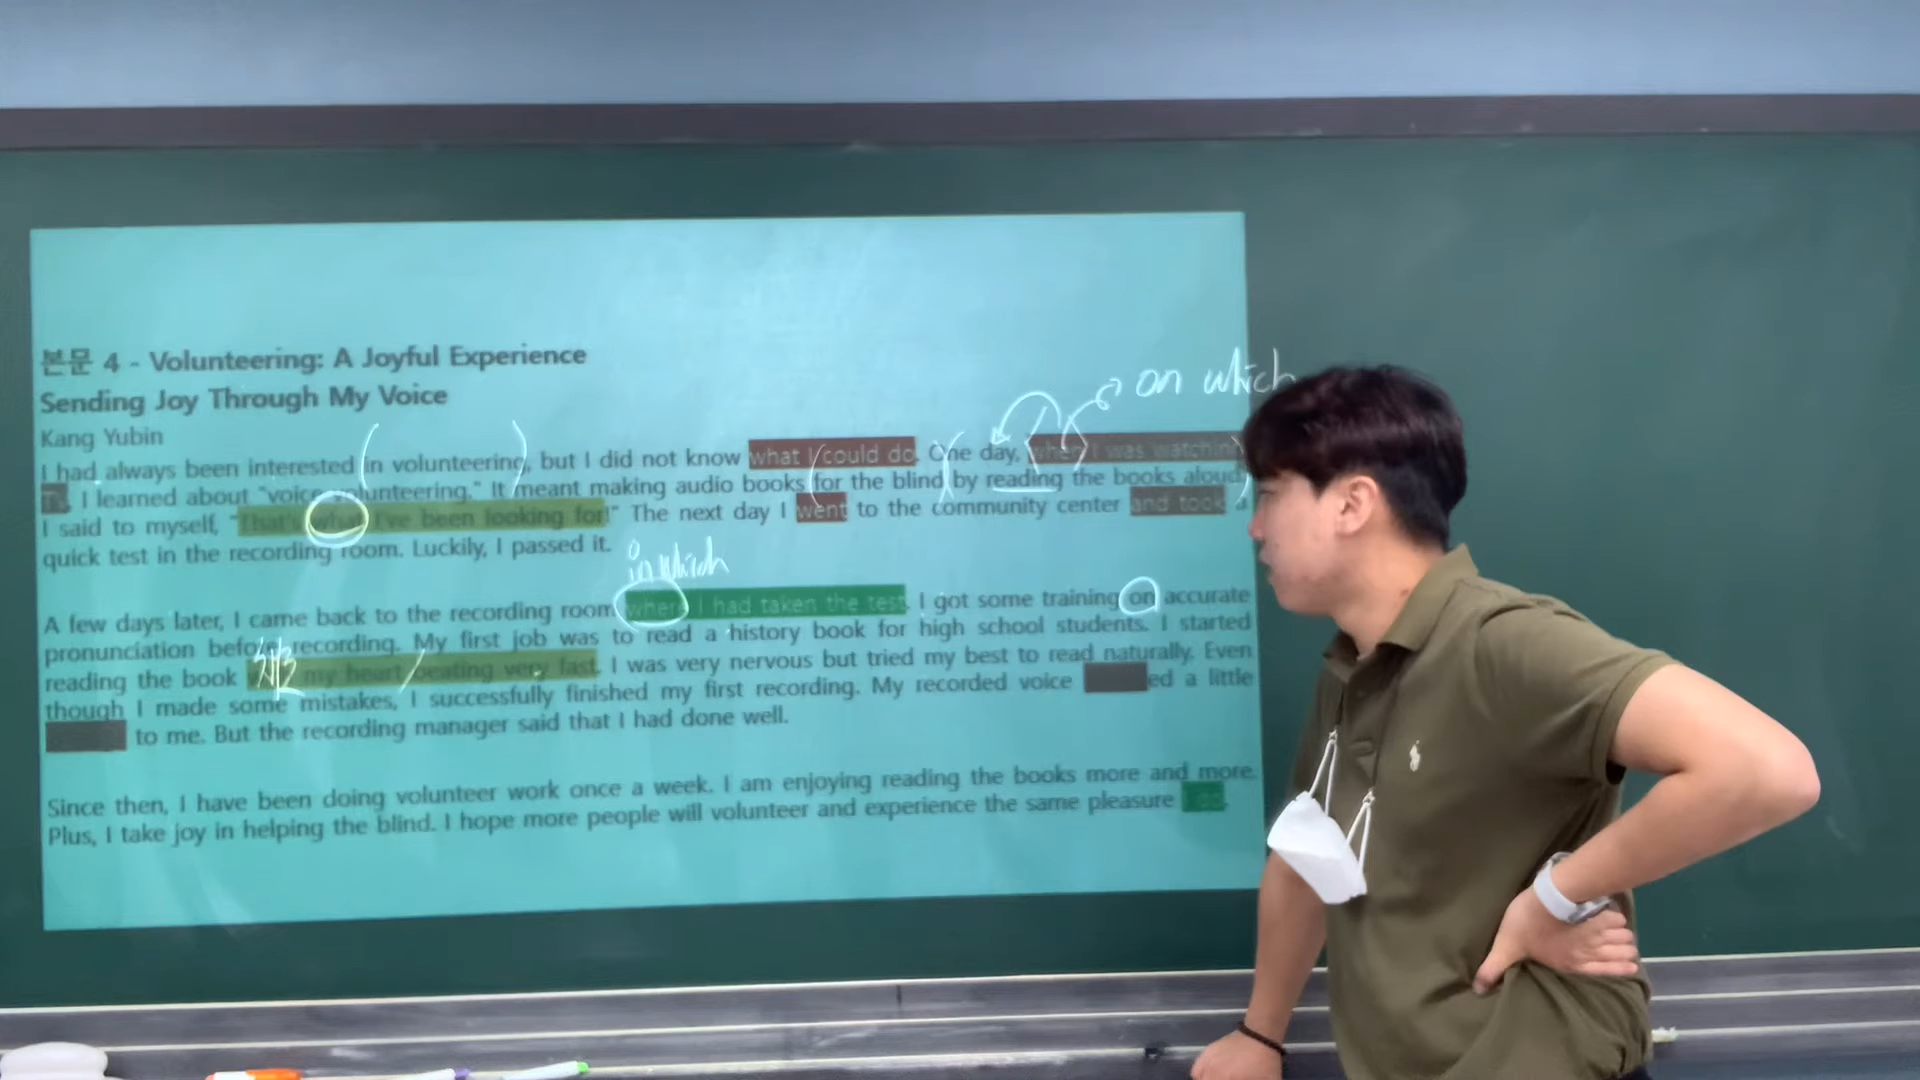 본문 4 - Volunteering: A Joyful Experience
Sending Joy Through My Voice
on which
Kang Yubin
I had always been interested in volunteering, but I did not know what I could do. One day, when I was watching
I learned about "voice volunteering." It meant making audio books for the blind by reading the books aloud.
I said to myself, "That's what I've been looking for!" The next day I went to the community center and took a
quick test in the recording room. Luckily, I passed it.
in which
A few days later, I came back to the recording room where I had taken the test. I got some training on accurate
pronunciation before recording. My first job was to read a history book for high school students. I started
reading the book my heart beating very fast. I was very nervous but tried my best to read naturally. Even
though I made some mistakes, I successfully finished my first recording. My recorded voice ed a little
to me. But the recording manager said that I had done well.
Since then, I have been doing volunteer work once a week. I am enjoying reading the books more and more.
Plus, I take joy in helping the blind. I hope more people will volunteer and experience the same pleasure